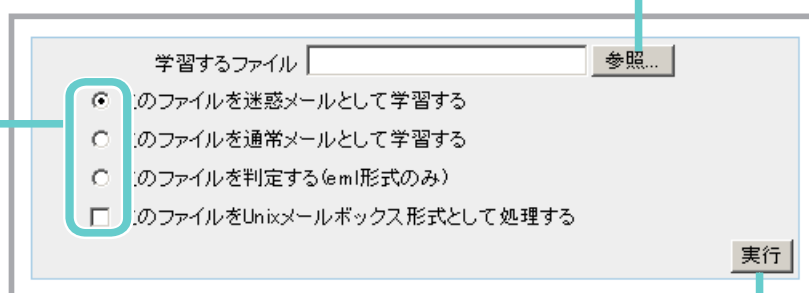 学習するファイル 参照...
のファイルを迷惑メールとして学習する
のファイルを通常メールとして学習する
のファイルを判定する(eml形式のみ)
のファイルをUnixメールボックス形式として処理する
実行